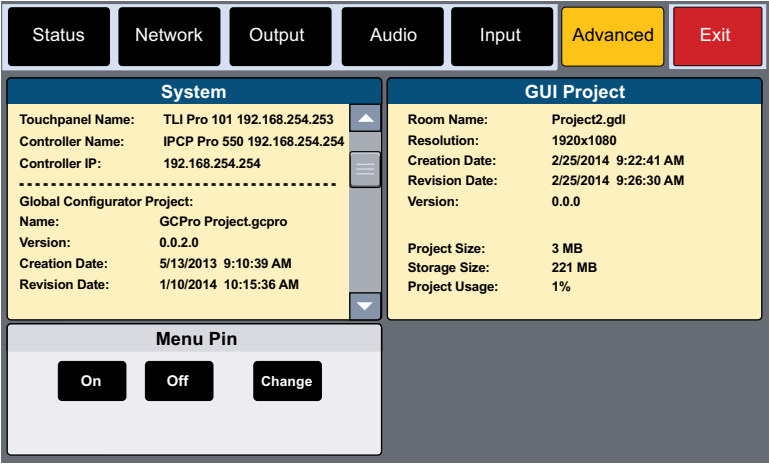 Status Network Output Audio Input Advanced Exit
System
Touchpanel Name: TLI Pro 101 192.168.254.253
Controller Name: IPCP Pro 550 192.168.254.254
Controller IP: 192.168.254.254
Global Configurator Project:
Name: GCPro Project.gcpro
Version: 0.0.2.0
Creation Date: 5/13/2013 9:10:39 AM
Revision Date: 1/10/2014 10:15:36 AM
GUI Project
Room Name: Project2.gdl
Resolution: 1920x1080
Creation Date: 2/25/2014 9:22:41 AM
Revision Date: 2/25/2014 9:26:30 AM
Version: 0.0.0
Project Size: 3 MB
Storage Size: 221 MB
Project Usage: 1%
Menu Pin
On Off Change